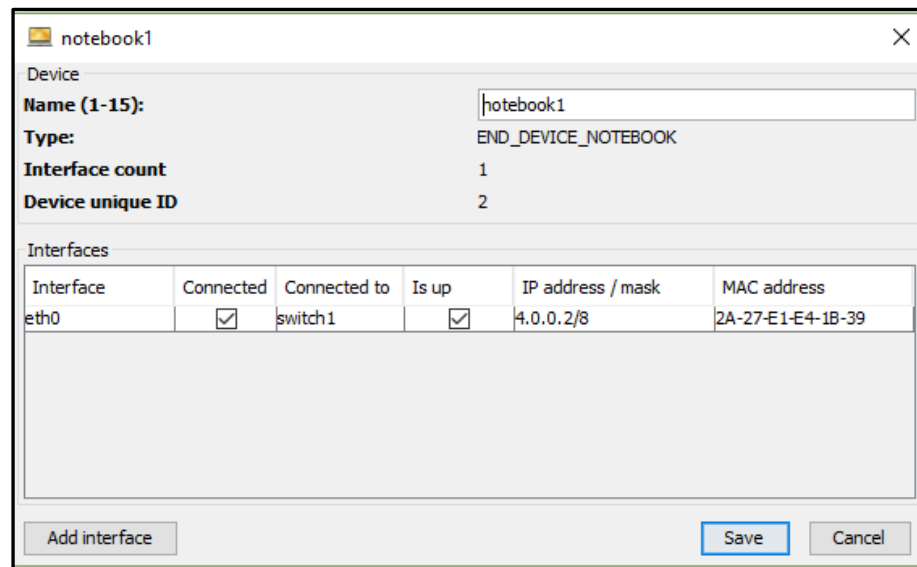 notebook1
Device
Name (1-15): notebook1
Type: END_DEVICE_NOTEBOOK
Interface count 1
Device unique ID 2
Interfaces
Interface Connected Connected to Is up IP address / mask MAC address
eth0 switch1 4.0.0.2/8 2A-27-E1-E4-1B-39
Add interface Save Cancel